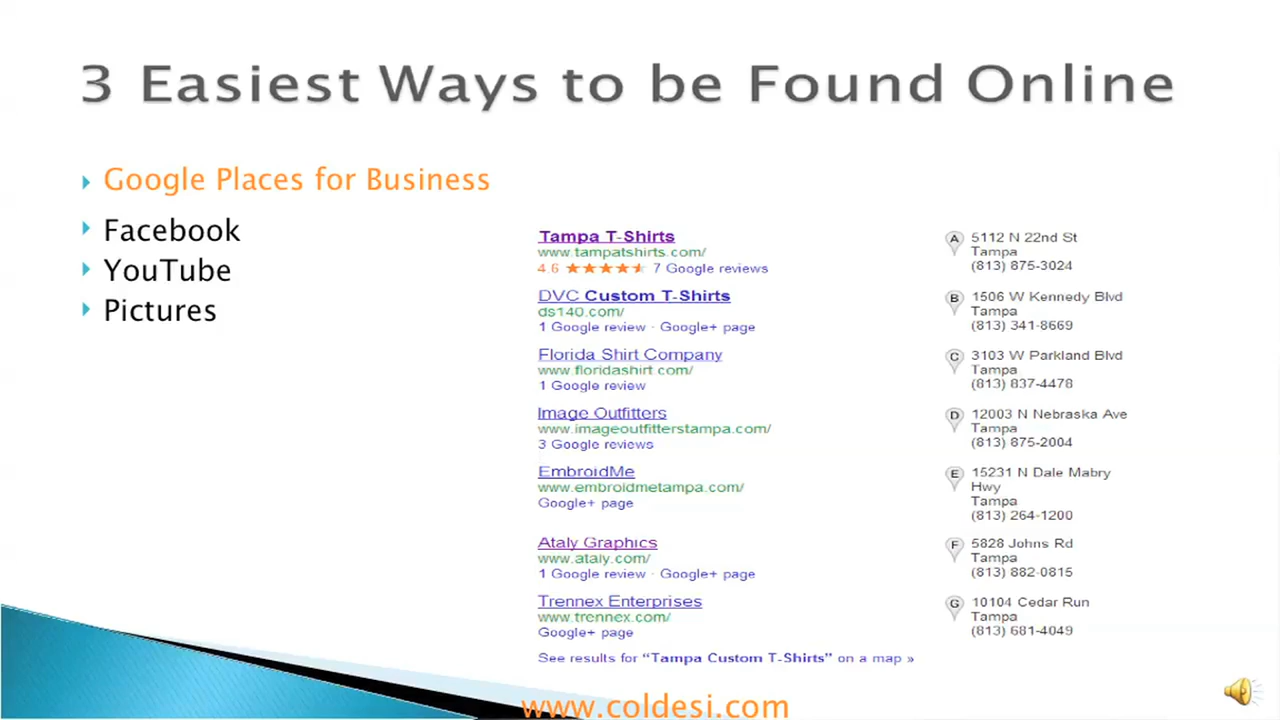 3 Easiest Ways to be Found Online
Google Places for Business
Facebook
YouTube
Pictures
Tampa T-Shirts
www.tampatshirts.com/
4.6 ★★★★★ 7 Google reviews
A 5112 N 22nd St
Tampa
(813) 875-3024
DVC Custom T-Shirts
ds140.com/
1 Google review · Google+ page
B 1506 W Kennedy Blvd
Tampa
(813) 341-8669
Florida Shirt Company
www.floridashirt.com/
1 Google review
C 3103 W Parkland Blvd
Tampa
(813) 837-4478
Image Outfitters
www.imageoutfitterstampa.com/
3 Google reviews
D 12003 N Nebraska Ave
Tampa
(813) 875-2004
EmbroidMe
www.embroidmetampa.com/
Google+ page
E 15231 N Dale Mabry
Hwy
Tampa
(813) 264-1200
Ataly Graphics
www.ataly.com/
1 Google review · Google+ page
F 5828 Johns Rd
Tampa
(813) 882-0815
Trennex Enterprises
www.trennex.com/
Google+ page
G 10104 Cedar Run
Tampa
(813) 681-4049
See results for “Tampa Custom T-Shirts” on a map »
www.coldesi.com